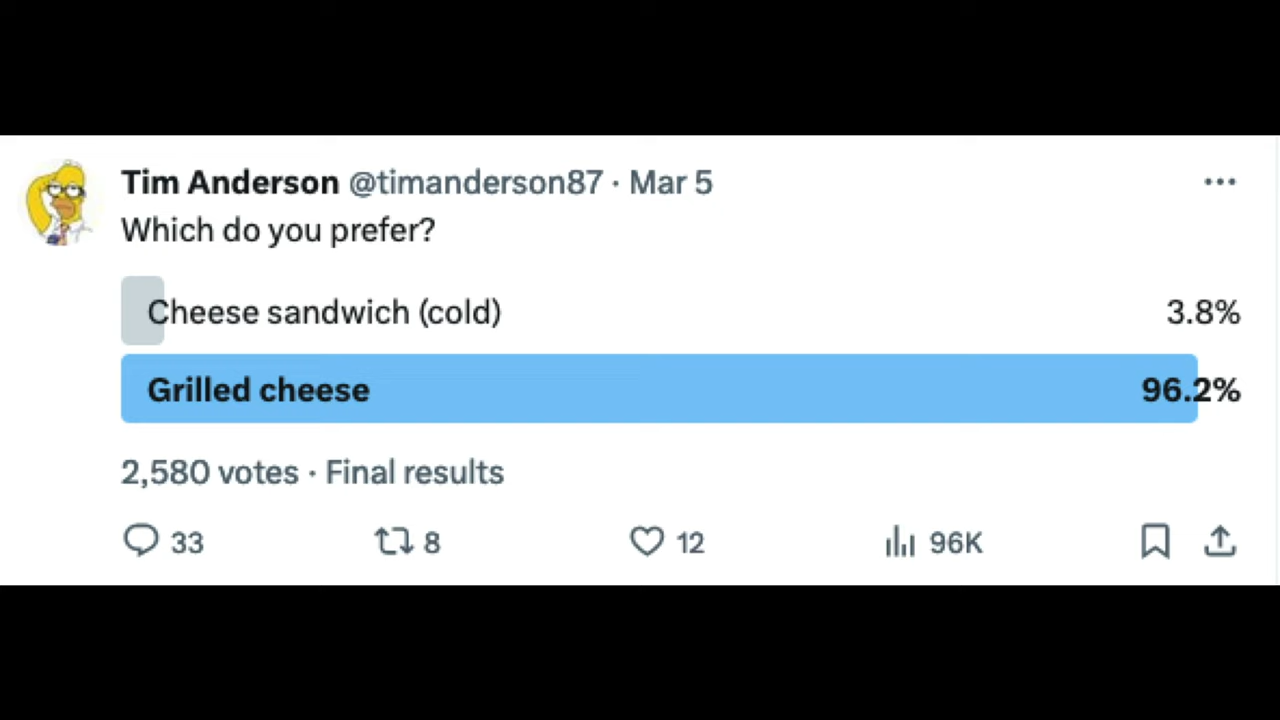 Tim Anderson @timanderson87 · Mar 5
Which do you prefer?
Cheese sandwich (cold) 3.8%
Grilled cheese 96.2%
2,580 votes · Final results
33 8 12 96K